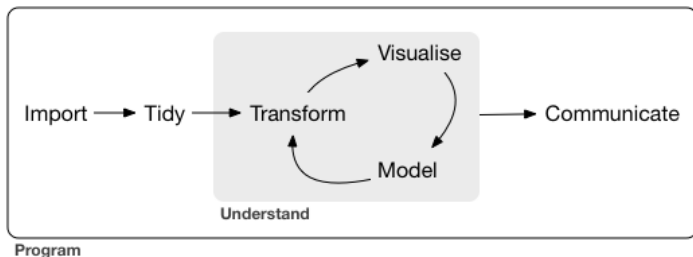 Visualise
Import
Tidy
Transform
Communicate
Model
Understand
Program